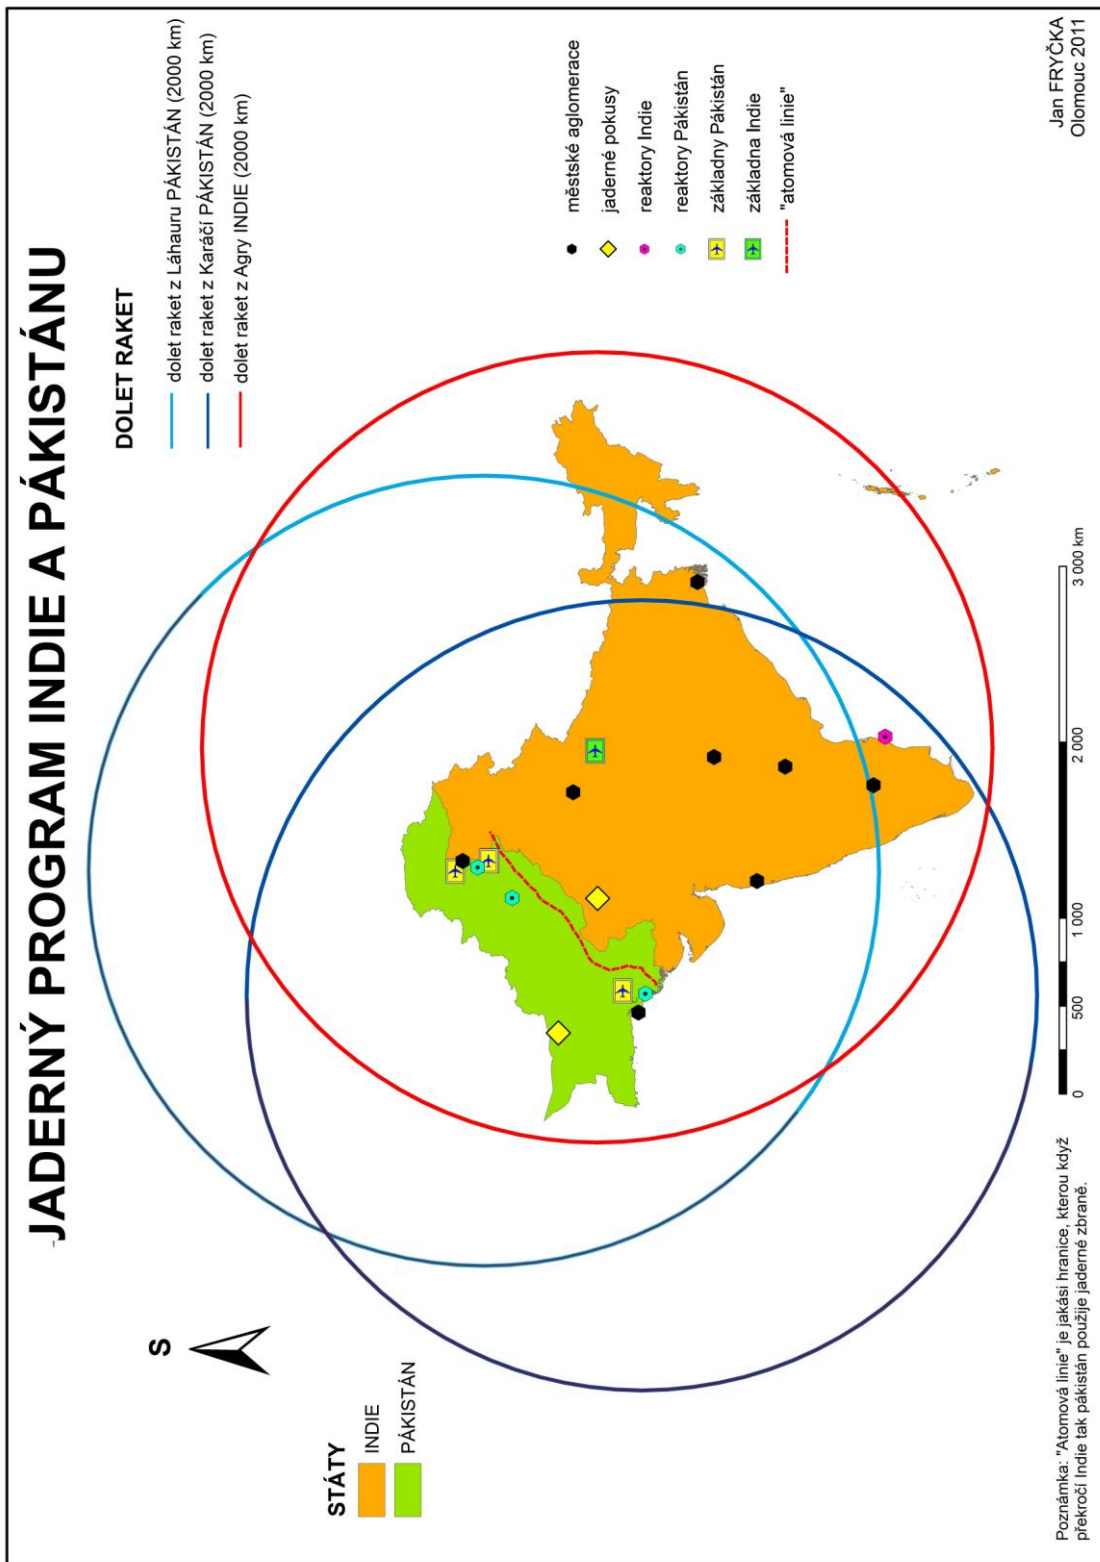 JADERNÝ PROGRAM INDIE A PÁKISTÁNU
S
STÁTY
INDIE
PÁKISTÁN
DOLET RAKET
dolet raket z Láhauru PÁKISTÁN (2000 km)
dolet raket z Karáčí PÁKISTÁN (2000 km)
dolet raket z Agry INDIE (2000 km)
městské aglomerace
jaderné pokusy
reaktory Indie
reaktory Pákistán
základny Pákistán
základna Indie
"atomová linie"
0 500 1 000 2 000 3 000 km
Poznámka: "Atomová linie" je jakási hranice, kterou když
překročí Indie tak pákistán použije jaderné zbraně.
Jan FRYČKA
Olomouc 2011